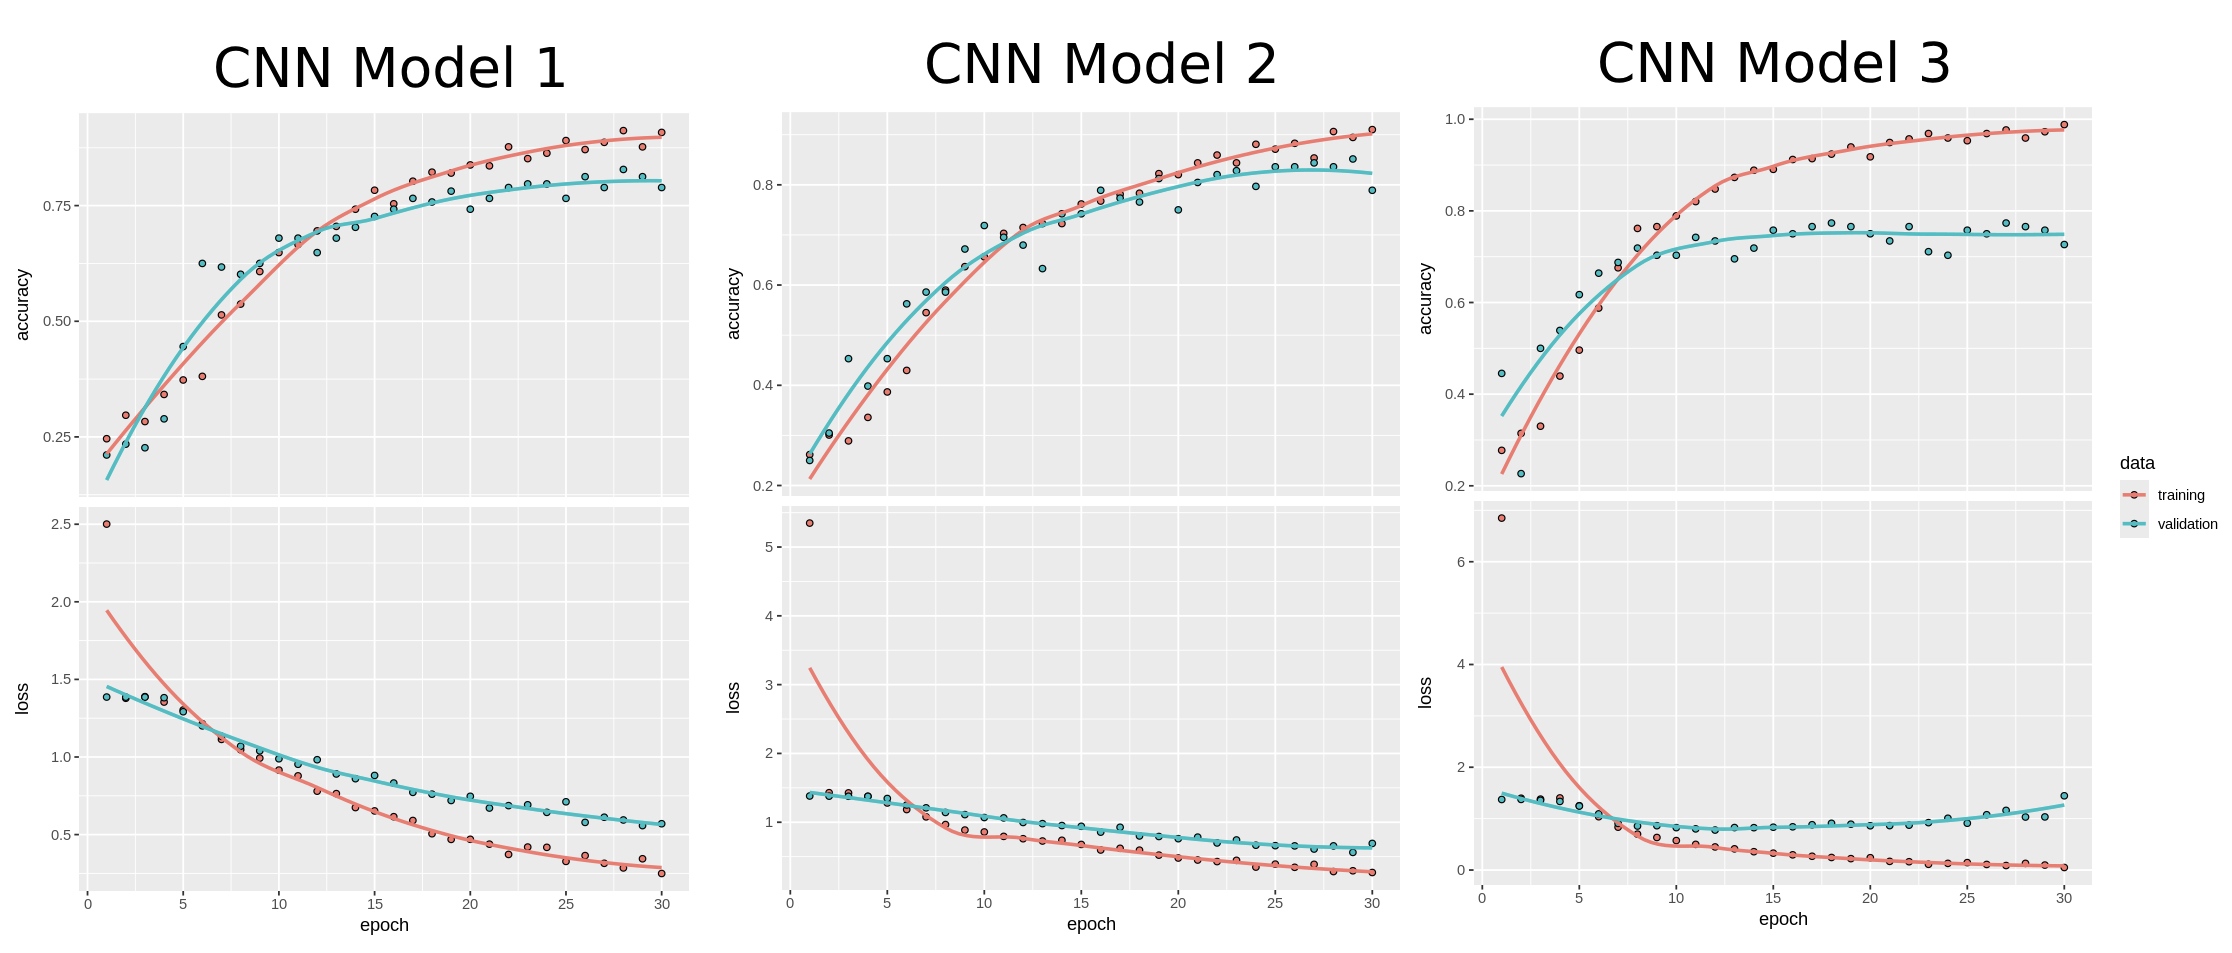 CNN Model 1
CNN Model 2
CNN Model 3
accuracy
0.75
0.50
0.25
loss
2.5
2.0
1.5
1.0
0.5
0 5 10 15 20 25 30
epoch
accuracy
0.8
0.6
0.4
0.2
loss
5
4
3
2
1
0 5 10 15 20 25 30
epoch
accuracy
1.0
0.8
0.6
0.4
0.2
loss
6
4
2
0
0 5 10 15 20 25 30
epoch
data
training
validation